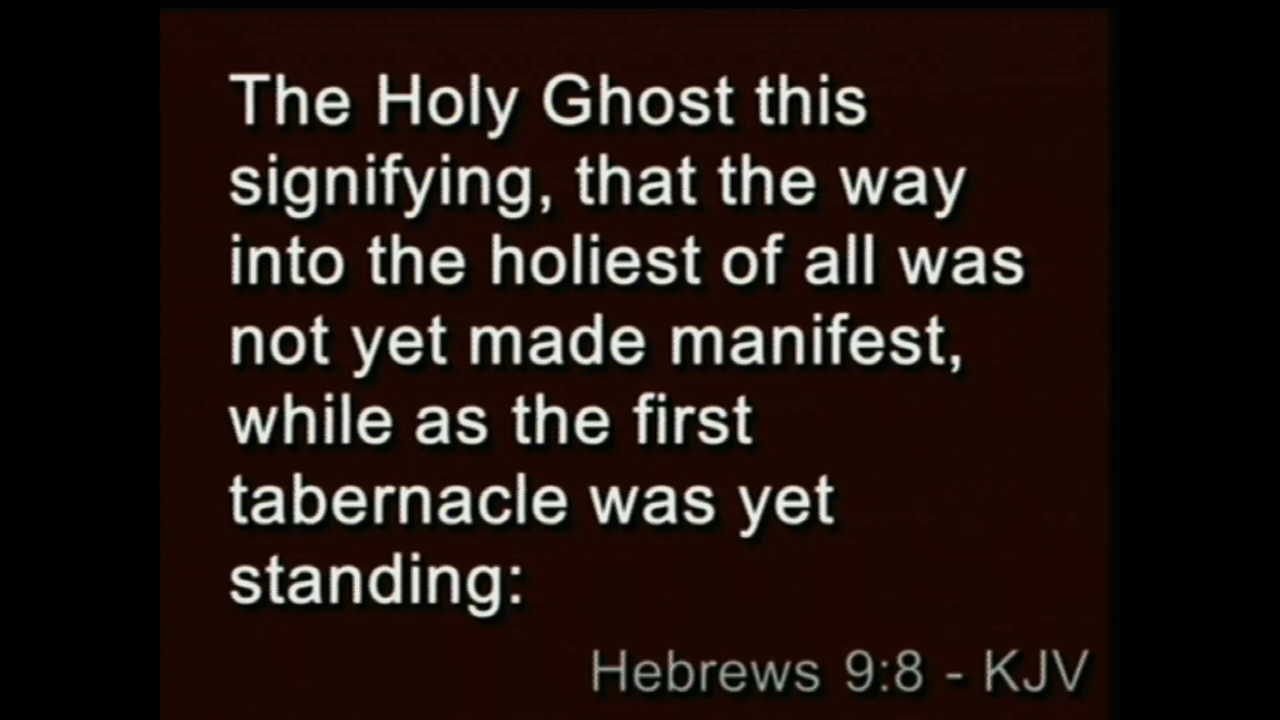 The Holy Ghost this
signifying, that the way
into the holiest of all was
not yet made manifest,
while as the first
tabernacle was yet
standing:
Hebrews 9:8 - KJV